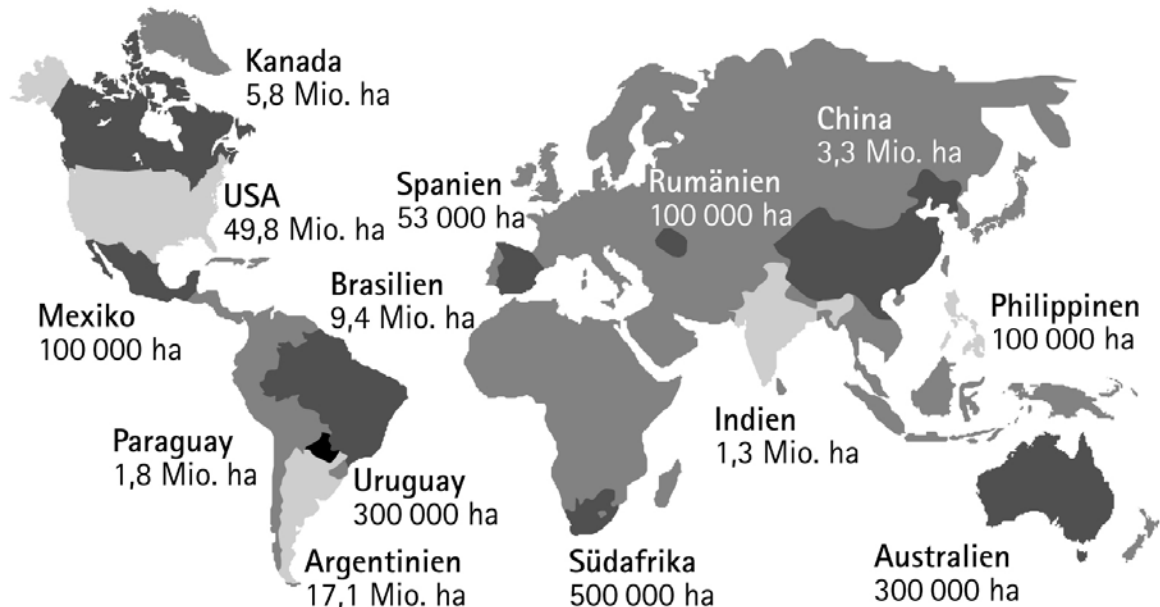 Kanada
5,8 Mio. ha
USA
49,8 Mio. ha
Mexiko
100 000 ha
Spanien
53 000 ha
Rumänien
100 000 ha
China
3,3 Mio. ha
Brasilien
9,4 Mio. ha
Philippinen
100 000 ha
Indien
1,3 Mio. ha
Paraguay
1,8 Mio. ha
Uruguay
300 000 ha
Argentinien
17,1 Mio. ha
Südafrika
500 000 ha
Australien
300 000 ha